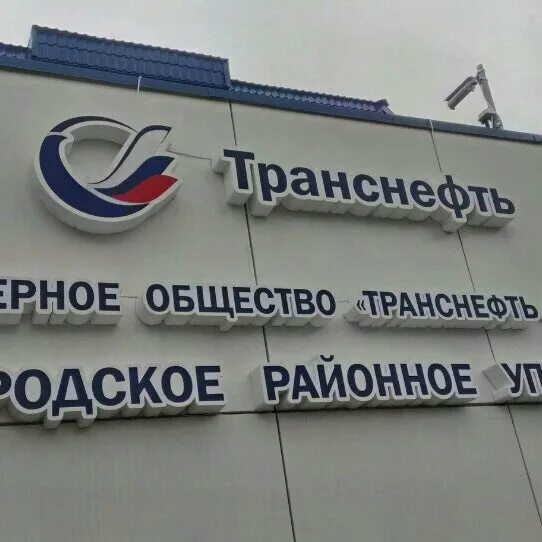 Транснефть
ЕРНОЕ ОБЩЕСТВО «ТРАНСНЕФТЬ
РОДСКОЕ РАЙОННОЕ УП